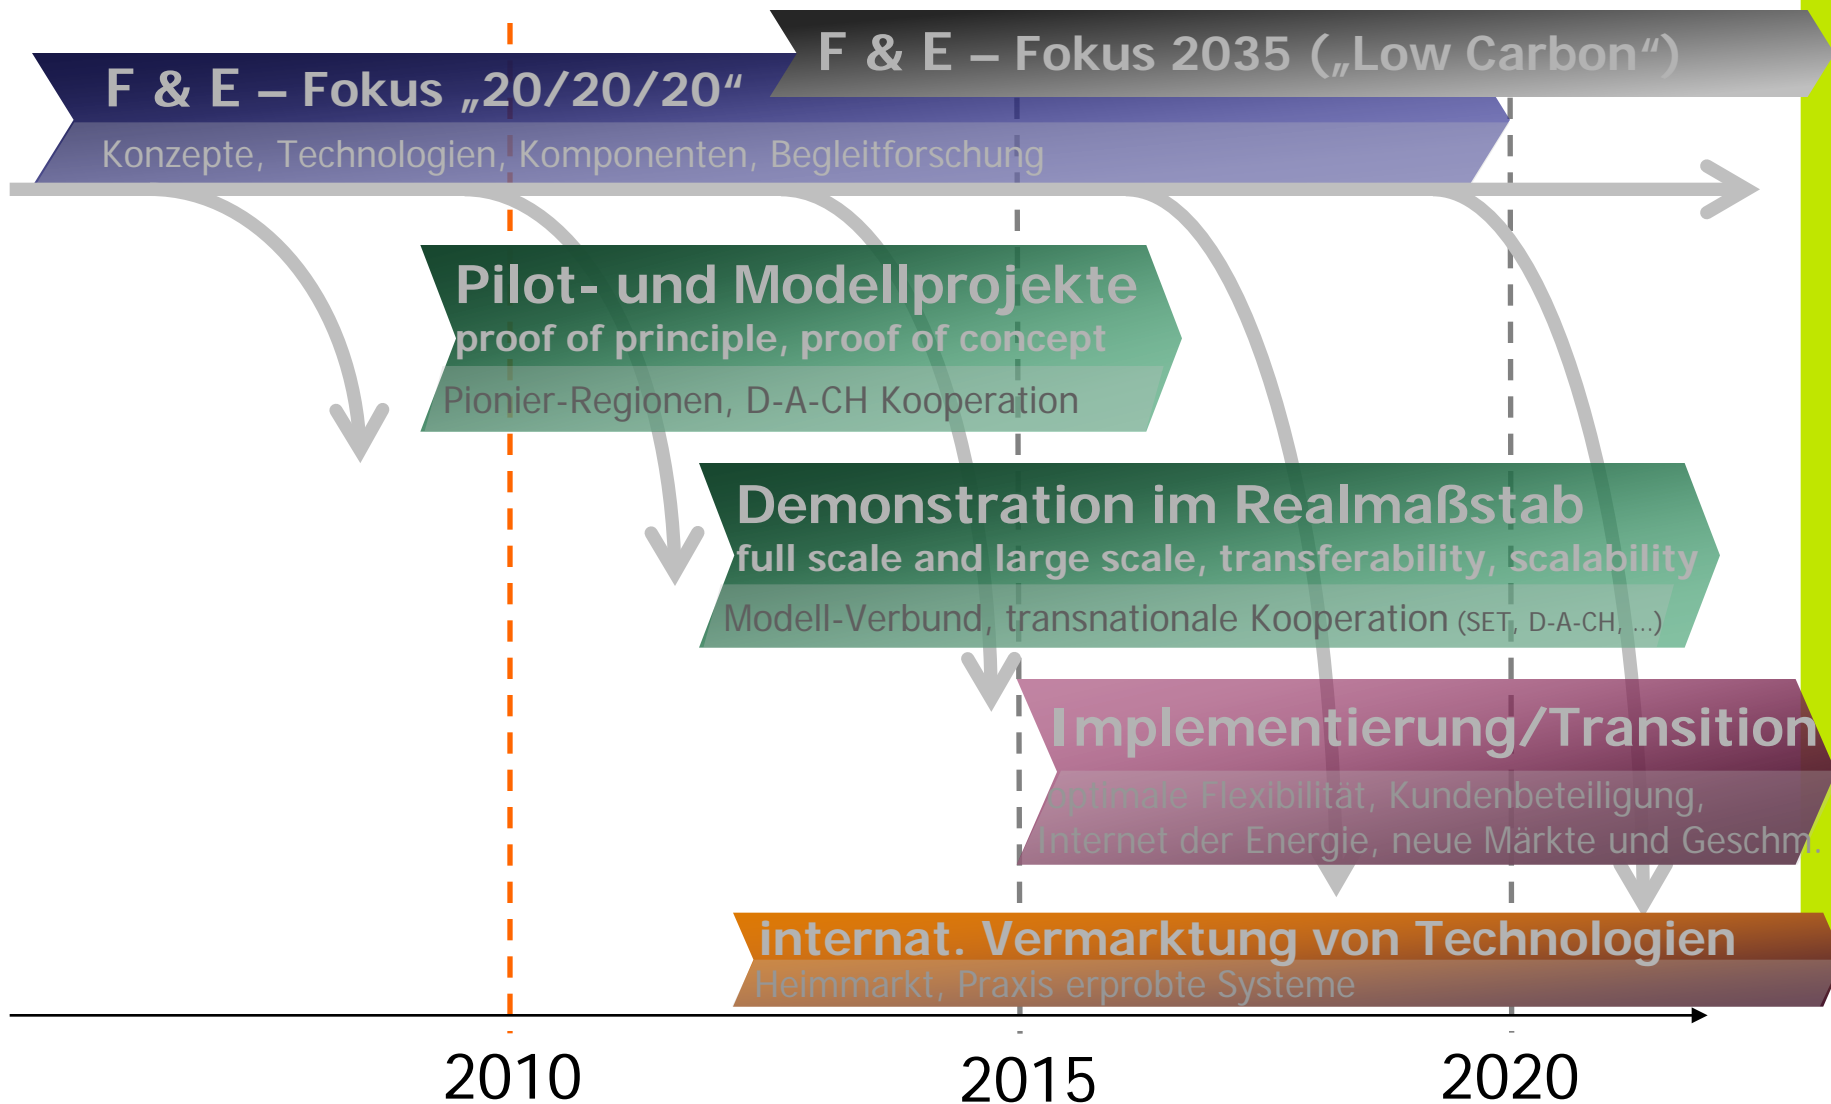 F & E – Fokus 2035 („Low Carbon“)
F & E – Fokus „20/20/20“
Konzepte, Technologien, Komponenten, Begleitforschung
Pilot- und Modellprojekte
proof of principle, proof of concept
Pionier-Regionen, D-A-CH Kooperation
Demonstration im Realmaßstab
full scale and large scale, transferability, scalability
Modell-Verbund, transnationale Kooperation (SET, D-A-CH, ...)
Implementierung/Transition
optimale Flexibilität, Kundenbeteiligung,
Internet der Energie, neue Märkte und Geschm.
internat. Vermarktung von Technologien
Heimmarkt, Praxis erprobte Systeme
2010
2015
2020